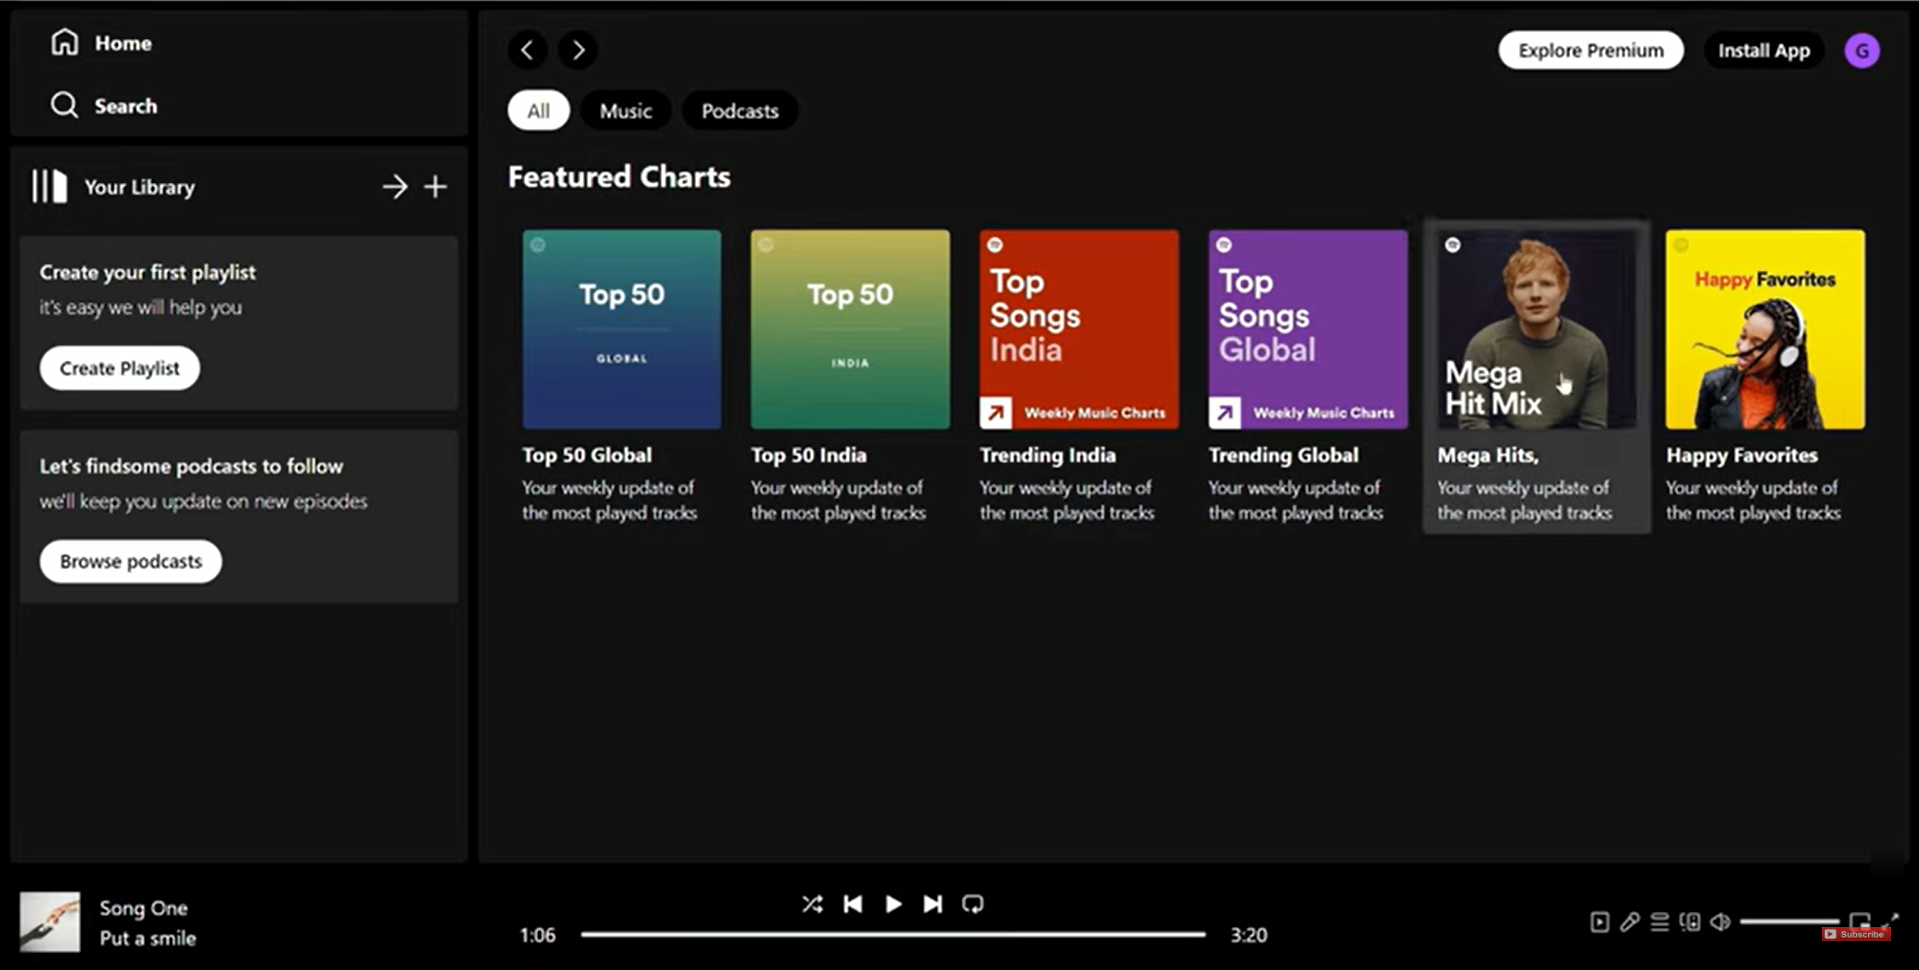 Home
Search
Your Library
Create your first playlist
it's easy we will help you
Create Playlist
Let's findsome podcasts to follow
we'll keep you update on new episodes
Browse podcasts
Explore Premium
Install App
G
All
Music
Podcasts
Featured Charts
Top 50
GLOBAL
Top 50 Global
Your weekly update of
the most played tracks
Top 50
INDIA
Top 50 India
Your weekly update of
the most played tracks
Top
Songs
India
Weekly Music Charts
Trending India
Your weekly update of
the most played tracks
Top
Songs
Global
Weekly Music Charts
Trending Global
Your weekly update of
the most played tracks
Mega
Hit Mix
Mega Hits,
Your weekly update of
the most played tracks
Happy Favorites
Happy Favorites
Your weekly update of
the most played tracks
Song One
Put a smile
1:06
3:20
Subscribe